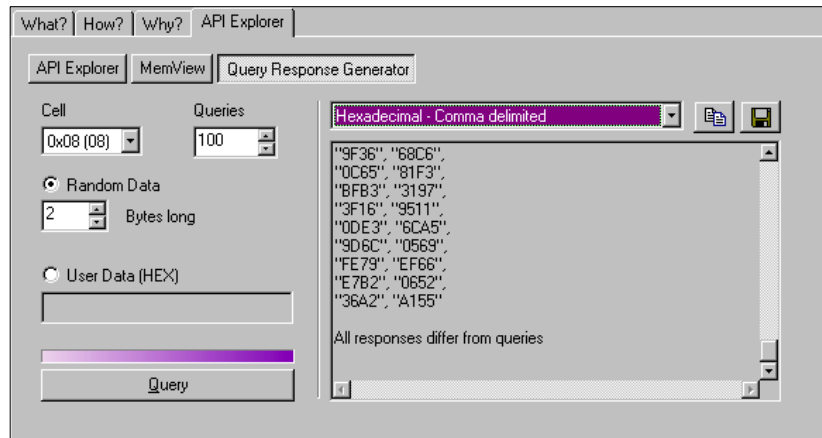 What? How? Why? API Explorer
API Explorer MemView Query Response Generator
Cell Queries
0x08 (08) 100
Random Data
2 Bytes long
User Data (HEX)
Query
Hexadecimal - Comma delimited
"9F36", "68C6",
"0C65", "81F3",
"BFB3", "3197",
"3F16", "9511",
"0DE3", "6CA5",
"9D6C", "0569",
"FE79", "EF66",
"E7B2", "0652",
"36A2", "A155"
All responses differ from queries